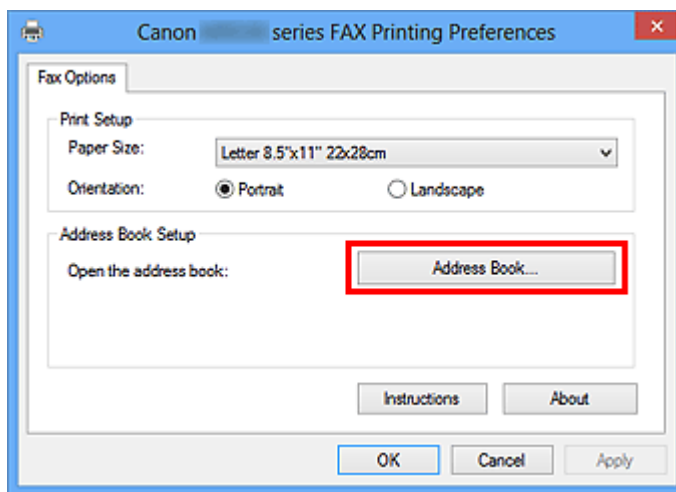 Canon series FAX Printing Preferences
Fax Options
Print Setup
Paper Size: Letter 8.5"x11" 22x28cm
Orientation: Portrait Landscape
Address Book Setup
Open the address book: Address Book...
Instructions About
OK Cancel Apply